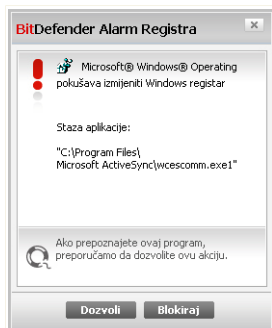 BitDefender Alarm Registra
Microsoft® Windows® Operating
pokušava izmijeniti Windows registar
Staza aplikacije:
"C:\Program Files\
Microsoft ActiveSync\wcescomm.exe1"
Ako prepoznajete ovaj program,
preporučamo da dozvolite ovu akciju.
Dozvoli Blokiraj